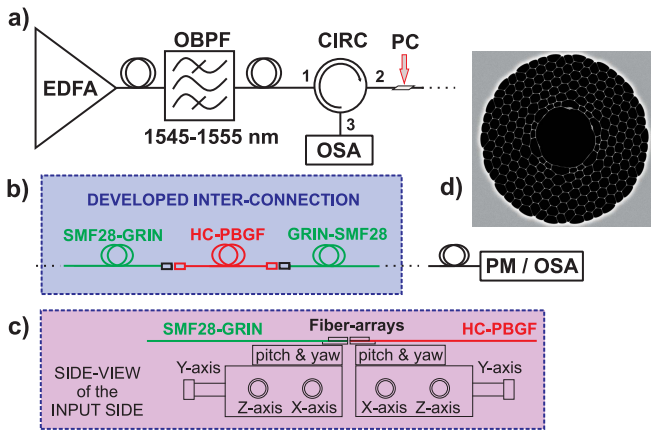 a)
EDFA
OBPF
1545-1555 nm
CIRC
1
2
3
OSA
PC
b)
DEVELOPED INTER-CONNECTION
SMF28-GRIN
HC-PBGF
GRIN-SMF28
PM / OSA
d)
c)
SMF28-GRIN
Fiber-arrays
HC-PBGF
SIDE-VIEW
of the
INPUT SIDE
Y-axis
pitch & yaw
pitch & yaw
Y-axis
Z-axis
X-axis
X-axis
Z-axis